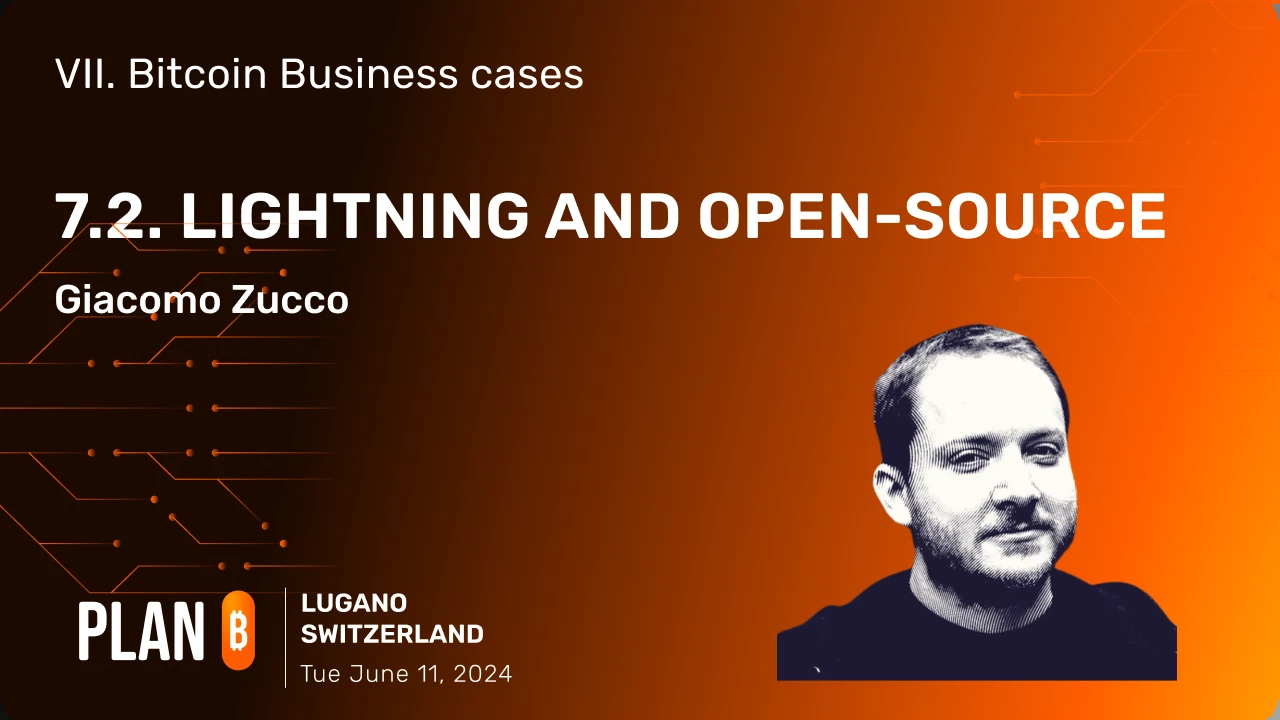 VII. Bitcoin Business cases
7.2. LIGHTNING AND OPEN-SOURCE
Giacomo Zucco
PLAN ₿
LUGANO
SWITZERLAND
Tue June 11, 2024